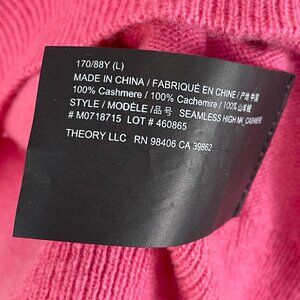 170/88Y (L)
MADE IN CHINA / FABRIQUÉ EN CHINE / 产地 中国
100% Cashmere / 100% Cachemire / 100% 山羊绒
STYLE / MODÈLE / 品号 SEAMLESS HIGH NK, CASHMERE
# M0718715 LOT # 460865
THEORY LLC RN 98406 CA 39862